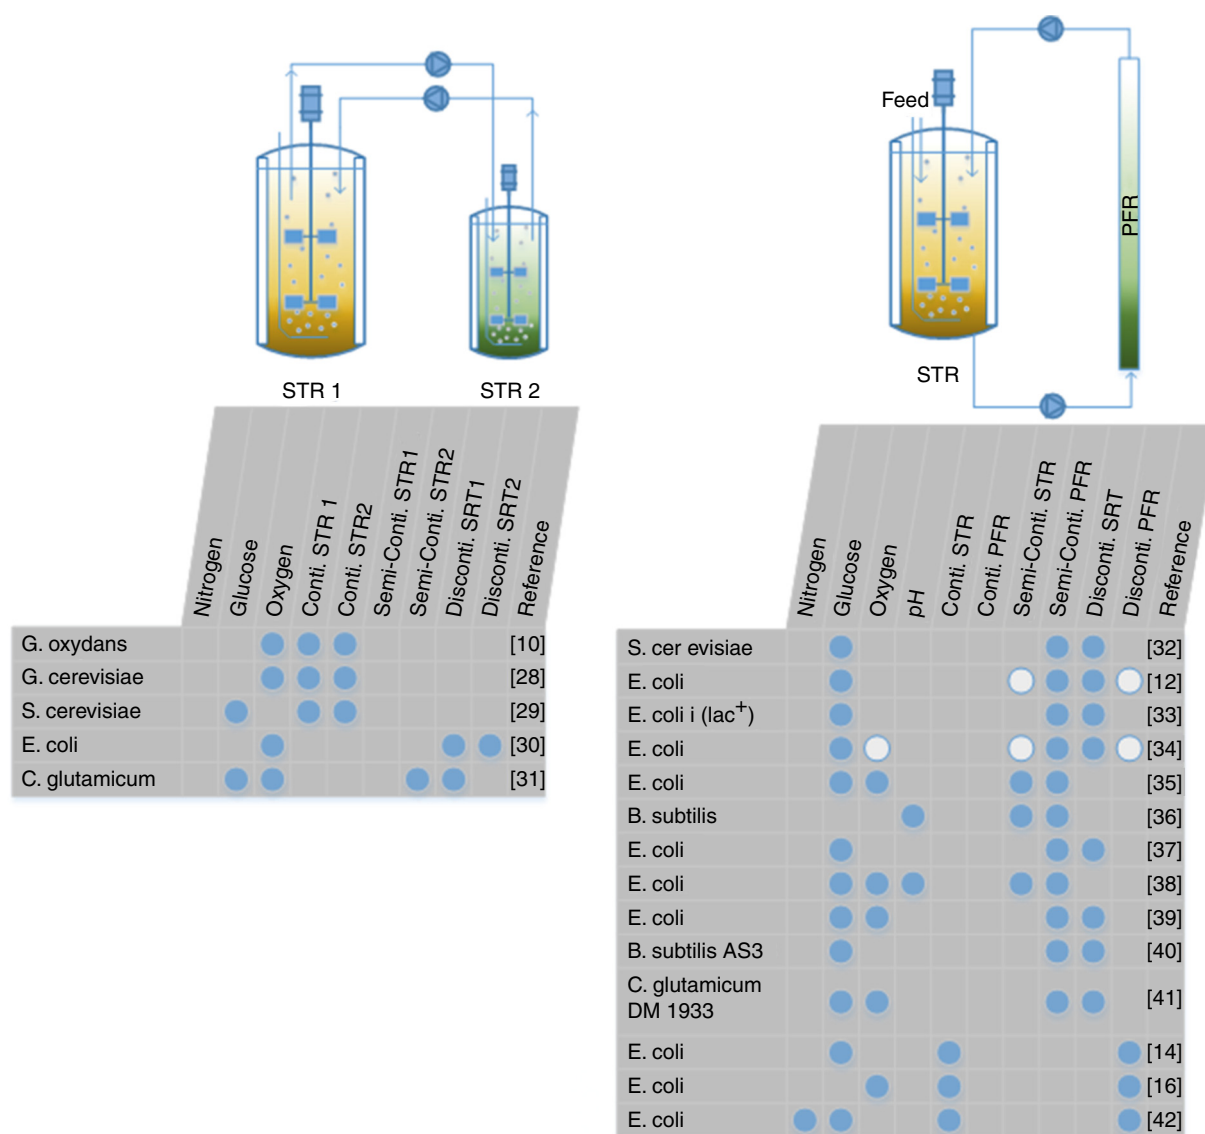 STR 1
STR 2
Nitrogen
Glucose
Oxygen
Conti. STR 1
Conti. STR2
Semi-Conti. STR1
Semi-Conti. STR2
Disconti. SRT1
Disconti. SRT2
Reference
G. oxydans [10]
G. cerevisiae [28]
S. cerevisiae [29]
E. coli [30]
C. glutamicum [31]
Feed
PFR
STR
Nitrogen
Glucose
Oxygen
pH
Conti. STR
Conti. PFR
Semi-Conti. STR
Semi-Conti. PFR
Disconti. SRT
Disconti. PFR
Reference
S. cer evisiae [32]
E. coli [12]
E. coli i (lac+) [33]
E. coli [34]
E. coli [35]
B. subtilis [36]
E. coli [37]
E. coli [38]
E. coli [39]
B. subtilis AS3 [40]
C. glutamicum
DM 1933 [41]
E. coli [14]
E. coli [16]
E. coli [42]